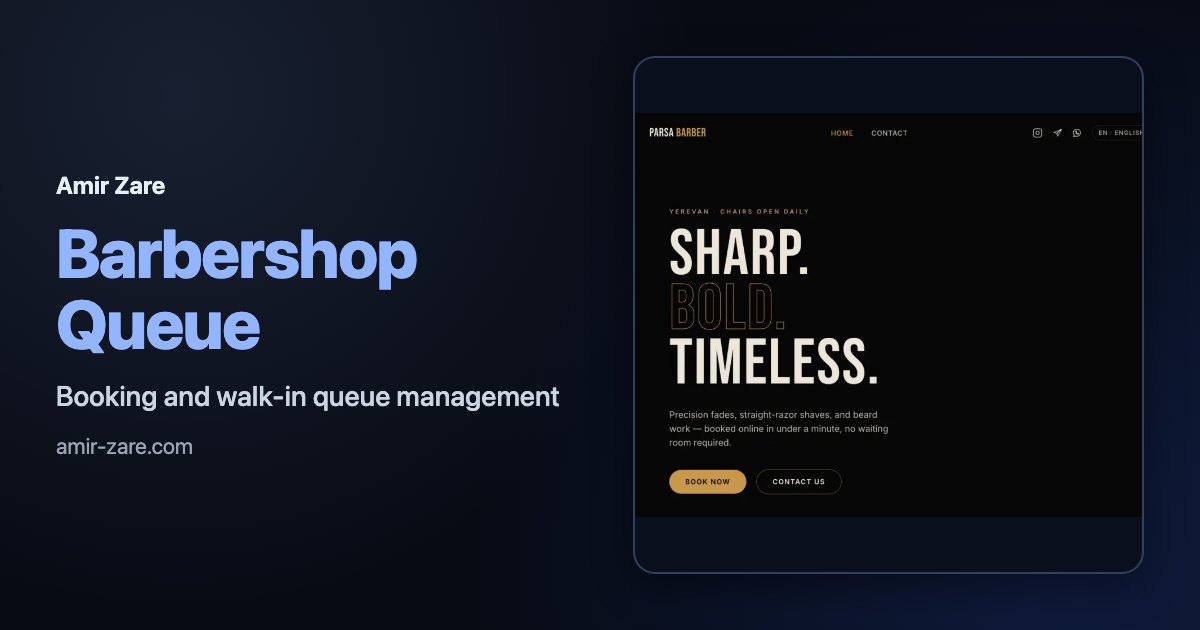 Amir Zare
Barbershop
Queue
Booking and walk-in queue management
amir-zare.com
PARSA BARBER
HOME
CONTACT
EN · ENGLISH
YEREVAN · CHAIRS OPEN DAILY
SHARP.
BOLD.
TIMELESS.
Precision fades, straight-razor shaves, and beard
work — booked online in under a minute, no waiting
room required.
BOOK NOW
CONTACT US